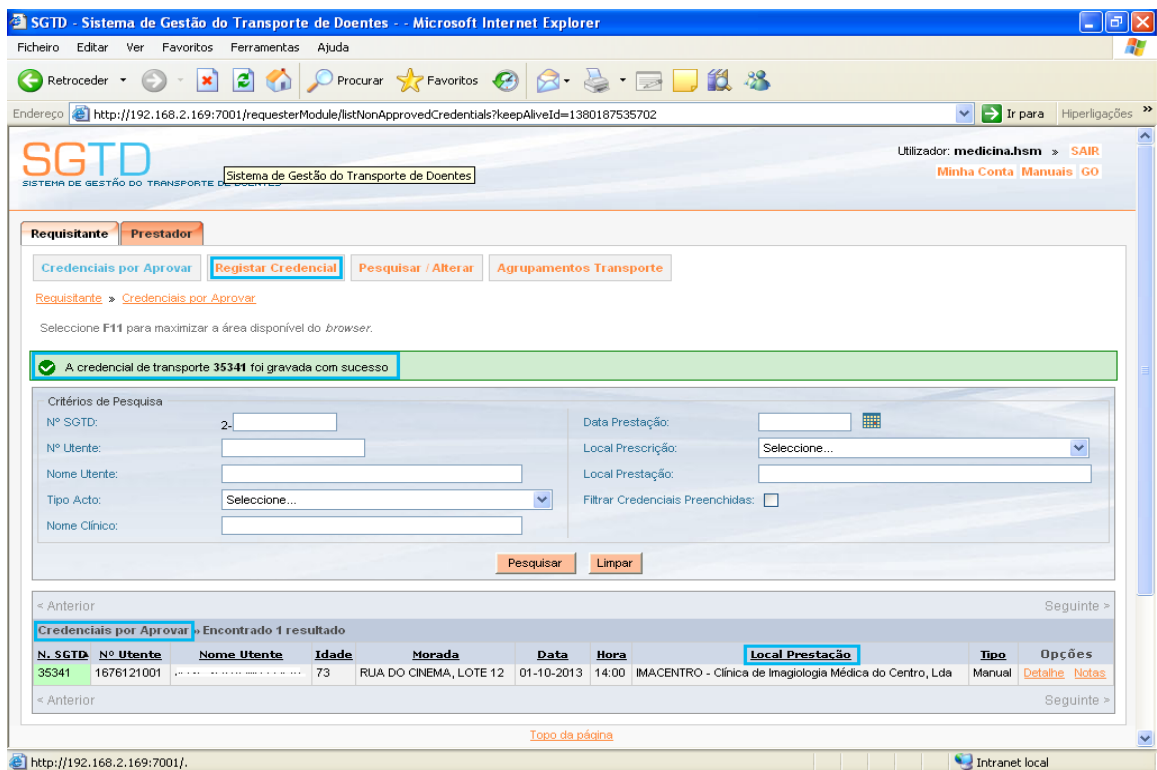 SGTD - Sistema de Gestão do Transporte de Doentes - - Microsoft Internet Explorer
Ficheiro Editar Ver Favoritos Ferramentas Ajuda
Retroceder Procurar Favoritos
Endereço http://192.168.2.169:7001/requesterModule/listNonApprovedCredentials?keepAliveId=1380187535702 Ir para Hiperligações »
SGTD
SISTEMA DE GESTÃO DO TRANSPORTE DE
Sistema de Gestão do Transporte de Doentes
Utilizador: medicina.hsm » SAIR
Minha Conta Manuais GO
Requisitante Prestador
Credenciais por Aprovar Registar Credencial Pesquisar / Alterar Agrupamentos Transporte
Requisitante » Credenciais por Aprovar
Seleccione F11 para maximizar a área disponível do browser.
A credencial de transporte 35341 foi gravada com sucesso
Critérios de Pesquisa
Nº SGTD: 2- Data Prestação:
Nº Utente: Local Prescrição: Seleccione...
Nome Utente: Local Prestação:
Tipo Acto: Seleccione... Filtrar Credenciais Preenchidas:
Nome Clínico:
Pesquisar Limpar
< Anterior Seguinte >
Credenciais por Aprovar » Encontrado 1 resultado
N. SGTD Nº Utente Nome Utente Idade Morada Data Hora Local Prestação Tipo Opções
35341 1676121001 73 RUA DO CINEMA, LOTE 12 01-10-2013 14:00 IMACENTRO - Clínica de Imagiologia Médica do Centro, Lda Manual Detalhe Notas
< Anterior Seguinte >
Topo da página
http://192.168.2.169:7001/. Intranet local